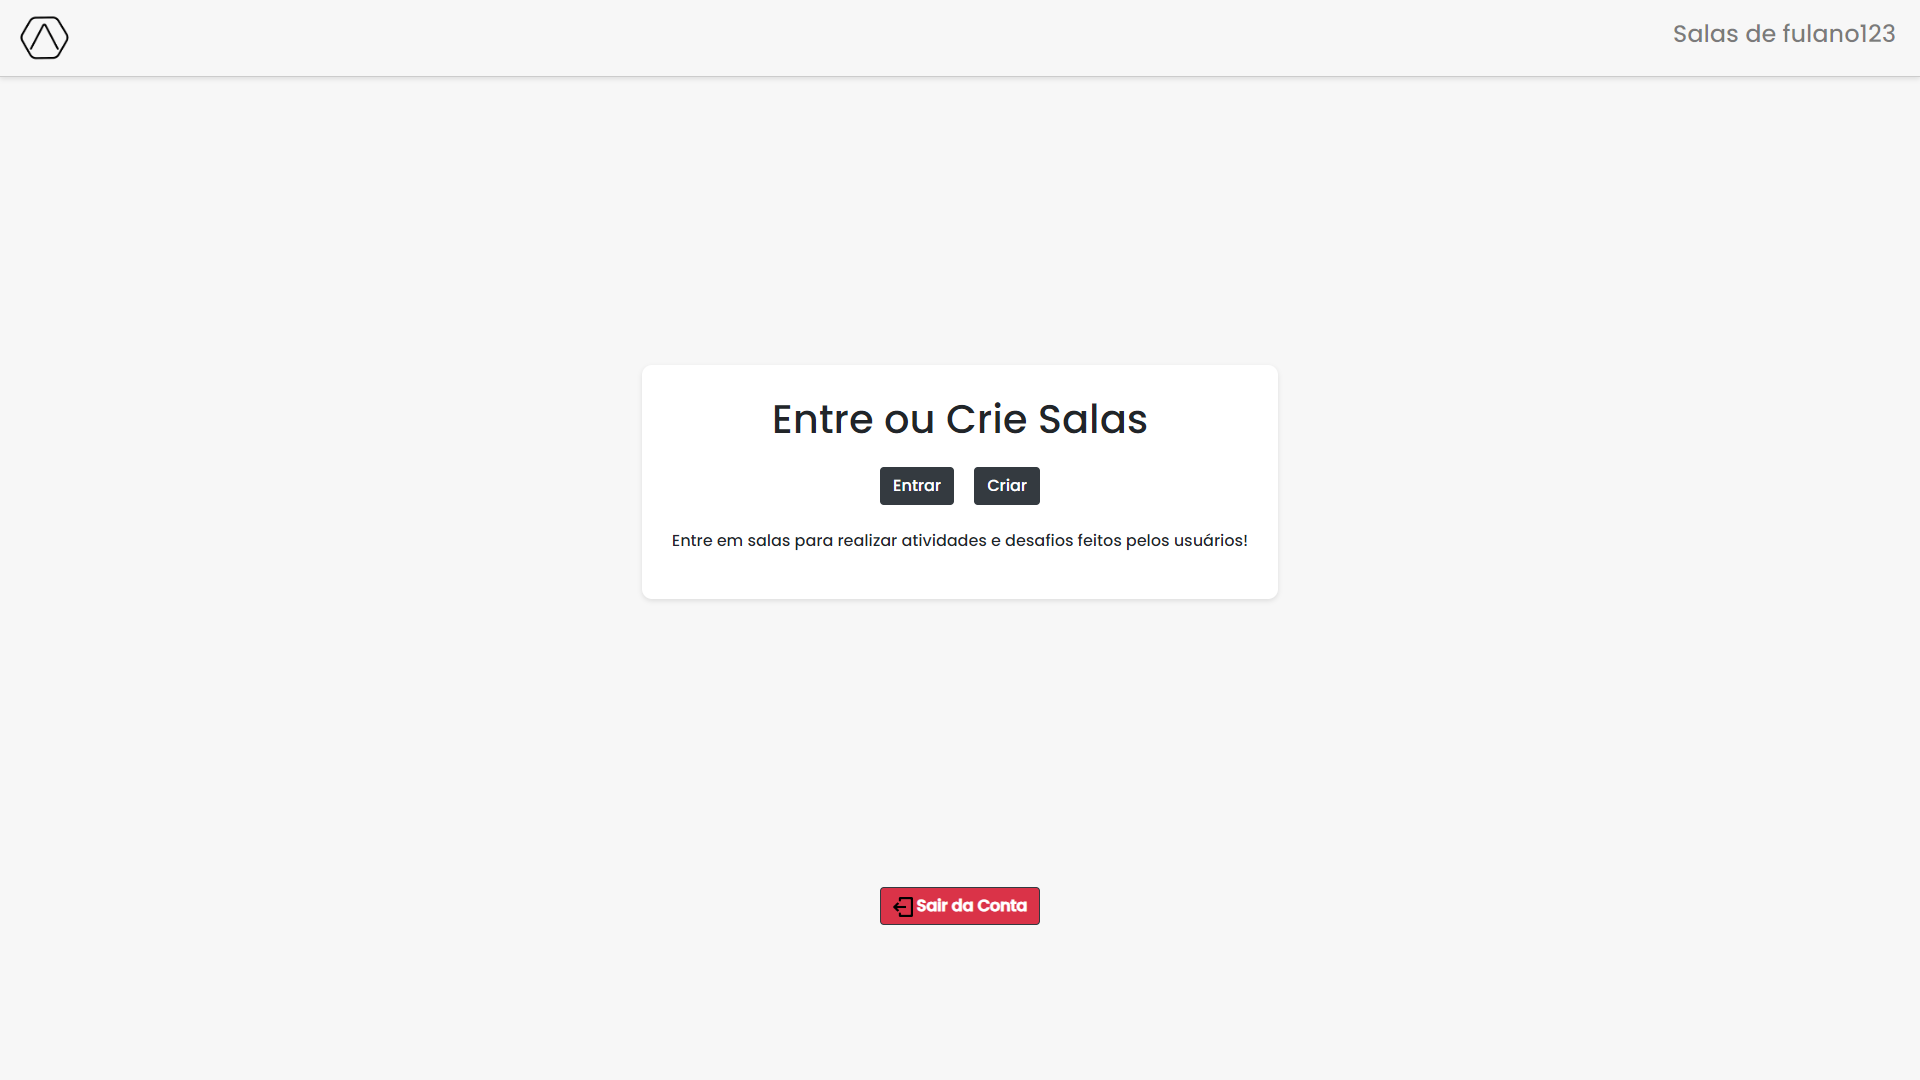 Salas de fulano123
Entre ou Crie Salas
Entrar Criar
Entre em salas para realizar atividades e desafios feitos pelos usuários!
Sair da Conta